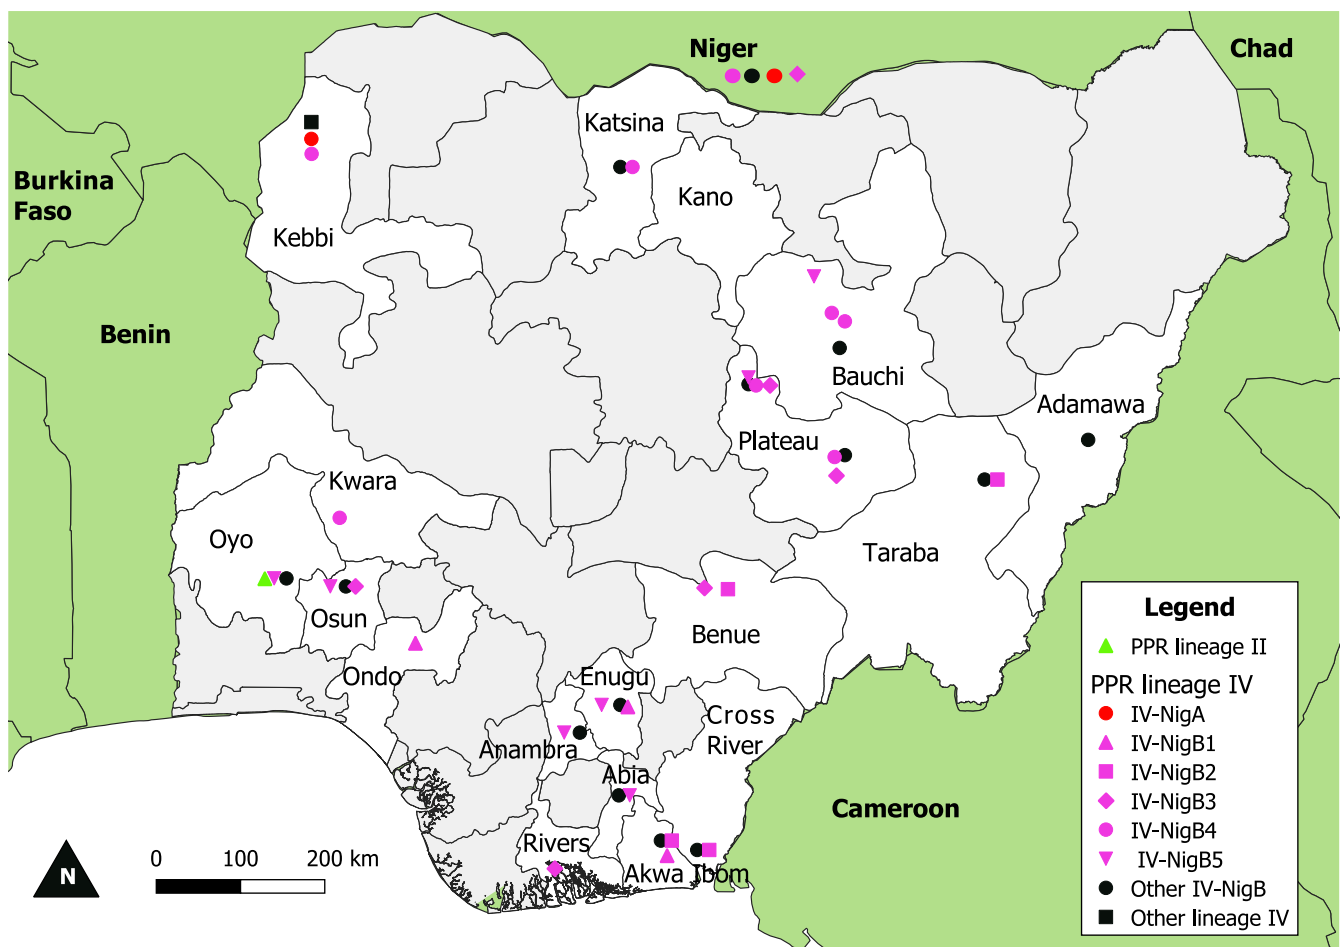 Niger
Chad
Katsina
Burkina
Faso
Kano
Kebbi
Benin
Bauchi
Adamawa
Plateau
Kwara
Oyo
Taraba
Osun
Benue
Ondo
Enugu
Cross
River
Anambra
Abia
Cameroon
Rivers
Akwa Ibom
N
0 100 200 km
Legend
PPR lineage II
PPR lineage IV
IV-NigA
IV-NigB1
IV-NigB2
IV-NigB3
IV-NigB4
IV-NigB5
Other IV-NigB
Other lineage IV